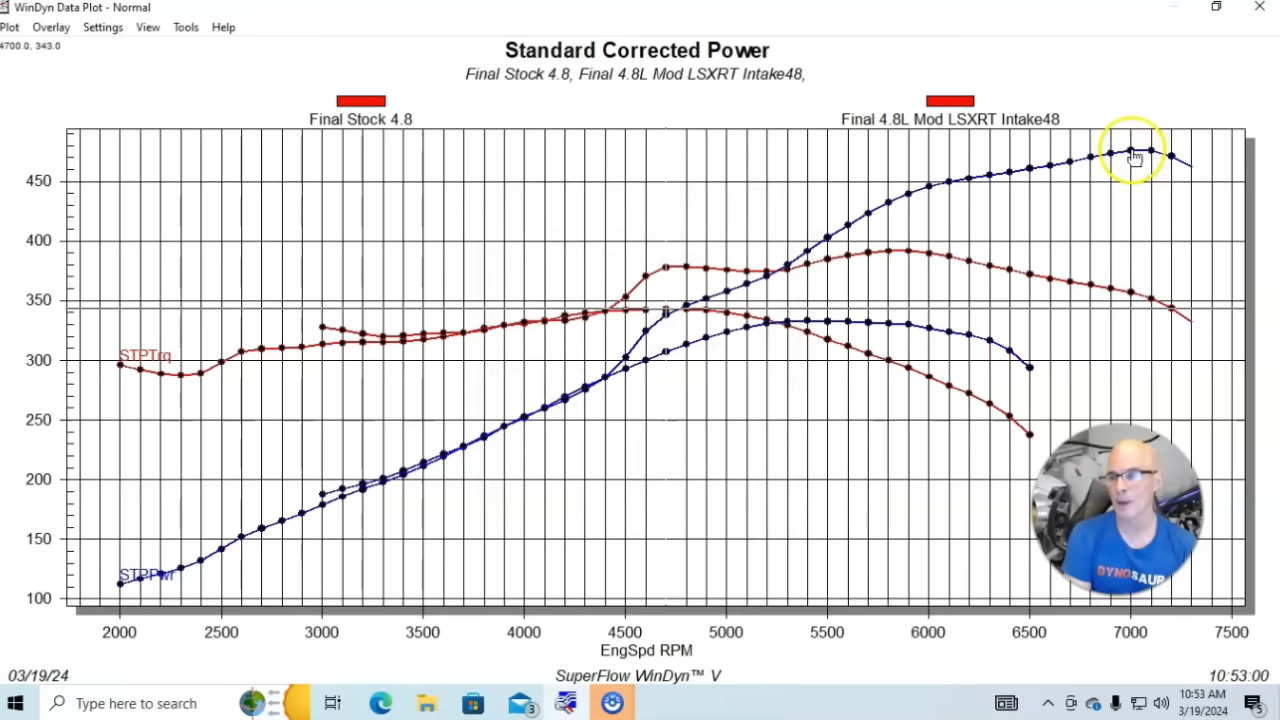 WinDyn Data Plot - Normal
Plot Overlay Settings View Tools Help
4700.0, 343.0
Standard Corrected Power
Final Stock 4.8, Final 4.8L Mod LSXRT Intake48,
Final Stock 4.8
Final 4.8L Mod LSXRT Intake48
450
400
350
300
250
200
150
100
STPTrq
STPPwr
2000 2500 3000 3500 4000 4500 5000 5500 6000 6500 7000 7500
EngSpd RPM
DYNOSAUR
03/19/24
SuperFlow WinDyn™ V
10:53:00
Type here to search
3
10:53 AM
3/19/2024
5